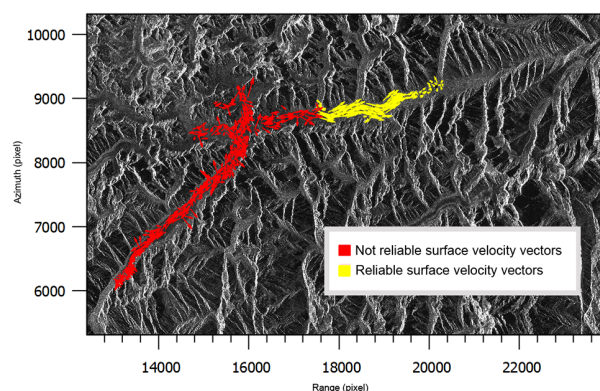 10000
9000
8000
7000
6000
Azimuth (pixel)
Not reliable surface velocity vectors
Reliable surface velocity vectors
14000 16000 18000 20000 22000
Range (pixel)